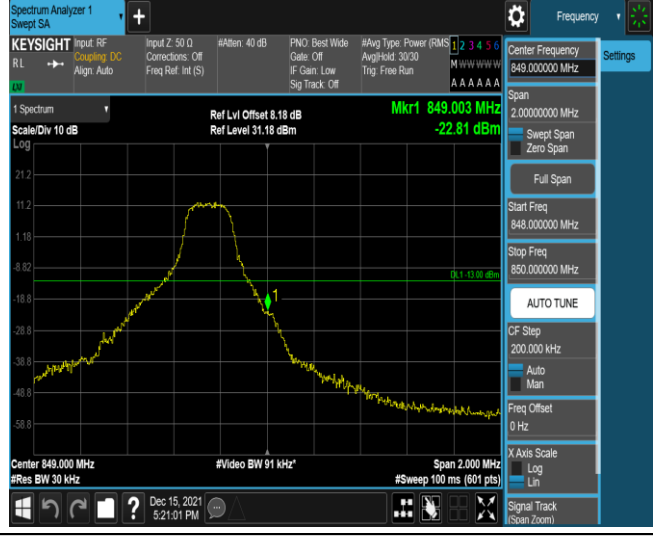 Spectrum Analyzer 1
Swept SA
KEYSIGHT
RL
LM
Input: RF
Coupling: DC
Align: Auto
Input Z: 50 Ω
Corrections: Off
Freq Ref: Int (S)
#Atten: 40 dB
PNO: Best Wide
Gate: Off
IF Gain: Low
Sig Track: Off
#Avg Type: Power (RMS
Avg|Hold: 30/30
Trig: Free Run
1 2 3 4 5 6
M W W W W W
A A A A A A
1 Spectrum
Scale/Div 10 dB
Log
Ref Lvl Offset 8.18 dB
Ref Level 31.18 dBm
Mkr1 849.003 MHz
-22.81 dBm
21.2
11.2
1.18
-8.82
-18.8
-28.8
-38.8
-48.8
-58.8
DL1 -13.00 dBm
1
Center 849.000 MHz
#Res BW 30 kHz
#Video BW 91 kHz*
Span 2.000 MHz
#Sweep 100 ms (601 pts)
?
Dec 15, 2021
5:21:01 PM
Frequency
Settings
Center Frequency
849.000000 MHz
Span
2.00000000 MHz
Swept Span
Zero Span
Full Span
Start Freq
848.000000 MHz
Stop Freq
850.000000 MHz
AUTO TUNE
CF Step
200.000 kHz
Auto
Man
Freq Offset
0 Hz
X Axis Scale
Log
Lin
Signal Track
(Span Zoom)